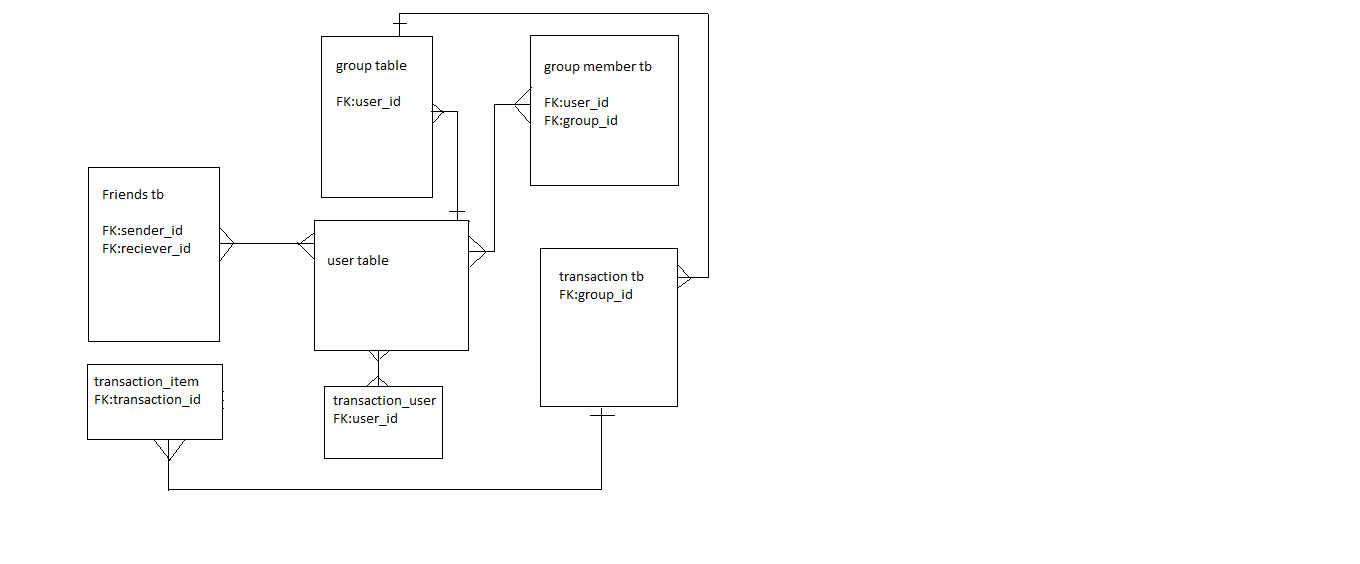 group table
FK:user_id
group member tb
FK:user_id
FK:group_id
Friends tb
FK:sender_id
FK:reciever_id
user table
transaction tb
FK:group_id
transaction_item
FK:transaction_id
transaction_user
FK:user_id